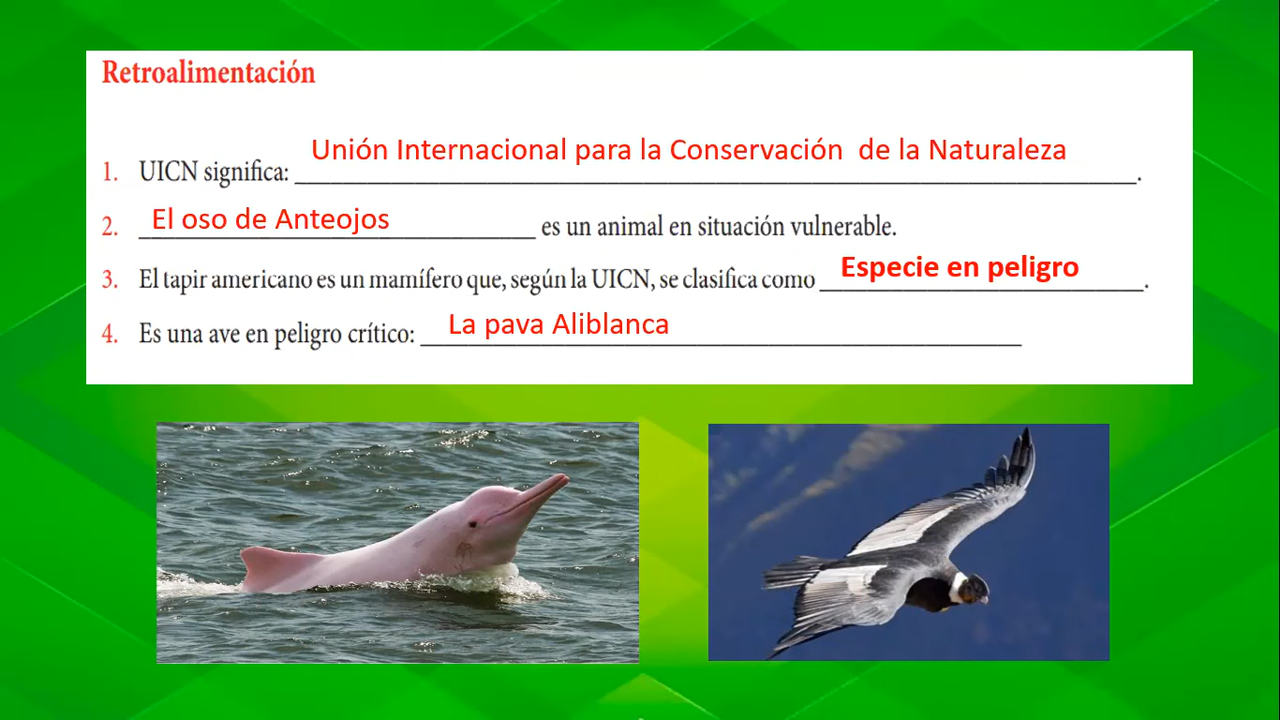 Retroalimentación
1. UICN significa: Unión Internacional para la Conservación de la Naturaleza.
2. El oso de Anteojos es un animal en situación vulnerable.
3. El tapir americano es un mamífero que, según la UICN, se clasifica como Especie en peligro.
4. Es una ave en peligro crítico: La pava Aliblanca